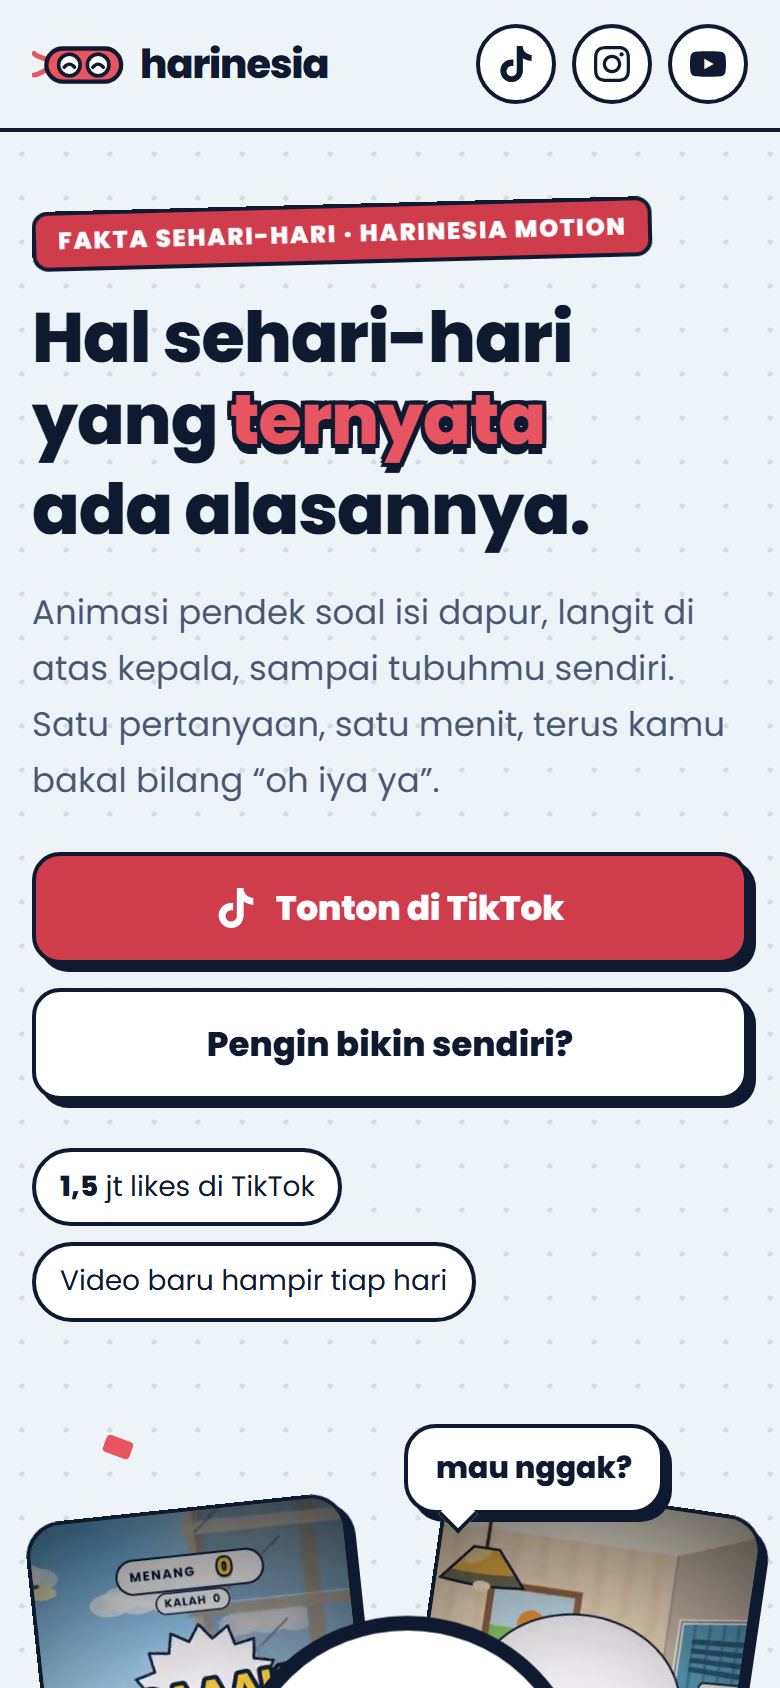 harinesia
FAKTA SEHARI-HARI · HARINESIA MOTION
Hal sehari-hari
yang ternyata
ada alasannya.
Animasi pendek soal isi dapur, langit di
atas kepala, sampai tubuhmu sendiri.
Satu pertanyaan, satu menit, terus kamu
bakal bilang “oh iya ya”.
Tonton di TikTok
Pengin bikin sendiri?
1,5 jt likes di TikTok
Video baru hampir tiap hari
mau nggak?
MENANG 0
KALAH 0